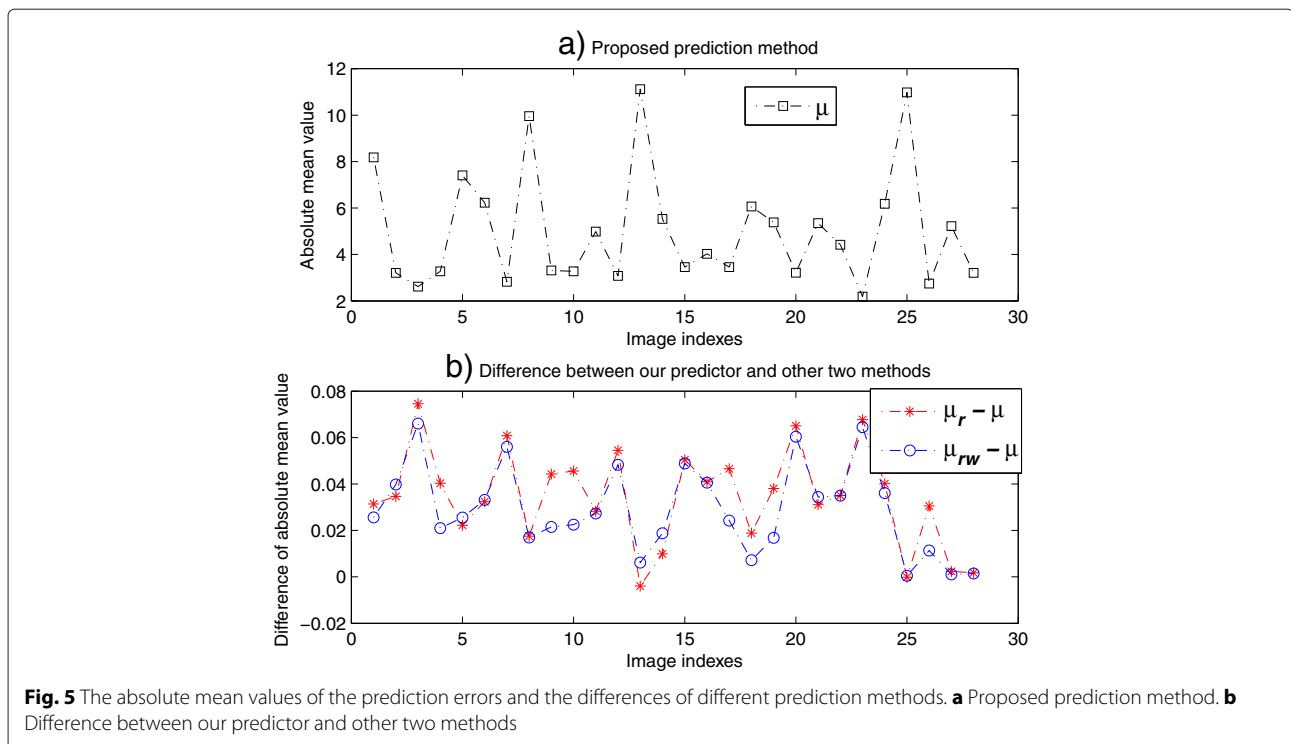 a) Proposed prediction method
12
10
8
6
4
2
Absolute mean value
μ
0 5 10 15 20 25 30
Image indexes
b) Difference between our predictor and other two methods
0.08
0.06
0.04
0.02
0
−0.02
Difference of absolute mean value
μr − μ
μrw − μ
0 5 10 15 20 25 30
Image indexes
Fig. 5 The absolute mean values of the prediction errors and the differences of different prediction methods. a Proposed prediction method. b
Difference between our predictor and other two methods